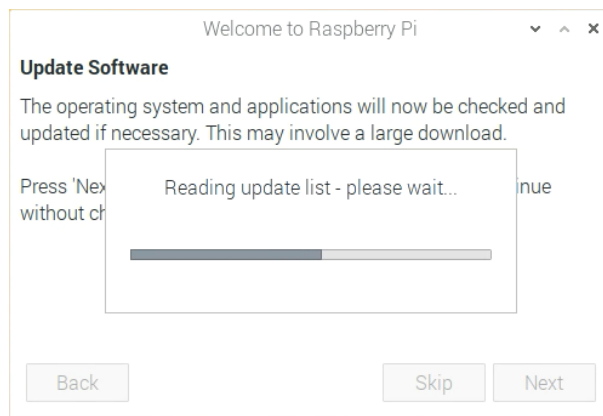 Welcome to Raspberry Pi
Update Software
The operating system and applications will now be checked and
updated if necessary. This may involve a large download.
Press 'Nex
inue
without ch
Reading update list - please wait...
Back
Skip
Next